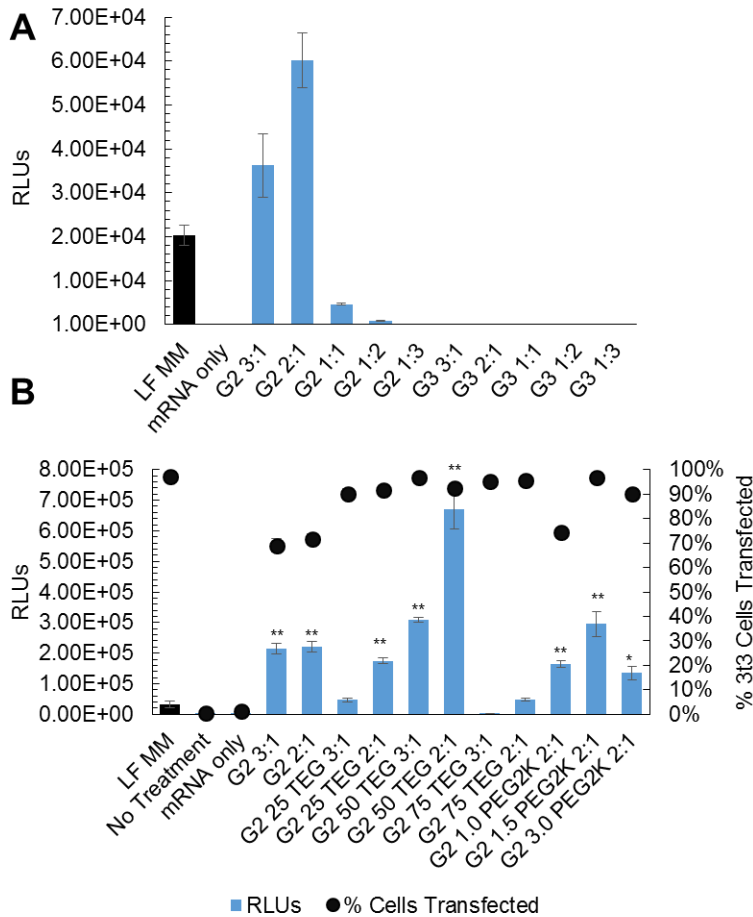 A
7.00E+04
6.00E+04
5.00E+04
4.00E+04
3.00E+04
2.00E+04
1.00E+04
1.00E+00
RLUs
LF MM
mRNA only
G2 3:1
G2 2:1
G2 1:1
G2 1:2
G2 1:3
G3 3:1
G3 2:1
G3 1:1
G3 1:2
G3 1:3
B
8.00E+05
7.00E+05
6.00E+05
5.00E+05
4.00E+05
3.00E+05
2.00E+05
1.00E+05
0.00E+00
RLUs
**
**
**
**
**
**
**
*
100%
90%
80%
70%
60%
50%
40%
30%
20%
10%
0%
% 3t3 Cells Transfected
LF MM
No Treatment
mRNA only
G2 3:1
G2 2:1
G2 25 TEG 3:1
G2 25 TEG 2:1
G2 50 TEG 3:1
G2 50 TEG 2:1
G2 75 TEG 3:1
G2 75 TEG 2:1
G2 1.0 PEG2K 2:1
G2 1.5 PEG2K 2:1
G2 3.0 PEG2K 2:1
RLUs
% Cells Transfected